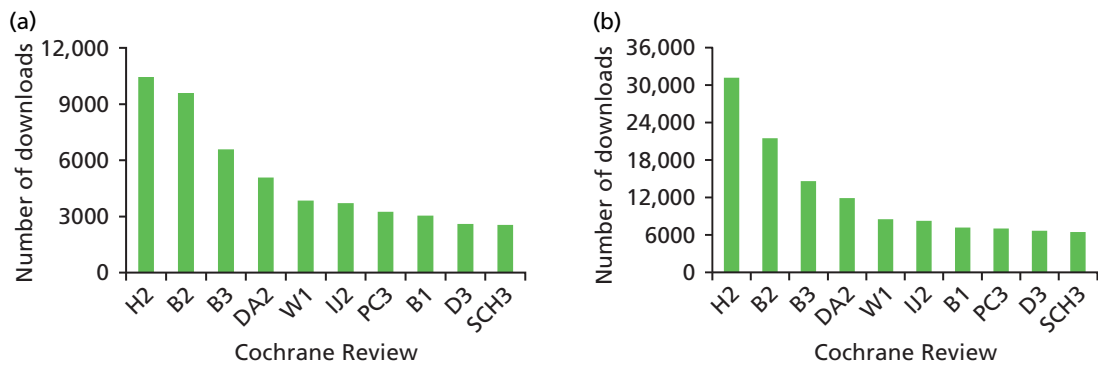 (a)
Number of downloads
12,000
9000
6000
3000
0
H2 B2 B3 DA2 W1 IJ2 PC3 B1 D3 SCH3
Cochrane Review
(b)
Number of downloads
36,000
30,000
24,000
18,000
12,000
6000
0
H2 B2 B3 DA2 W1 IJ2 B1 PC3 D3 SCH3
Cochrane Review